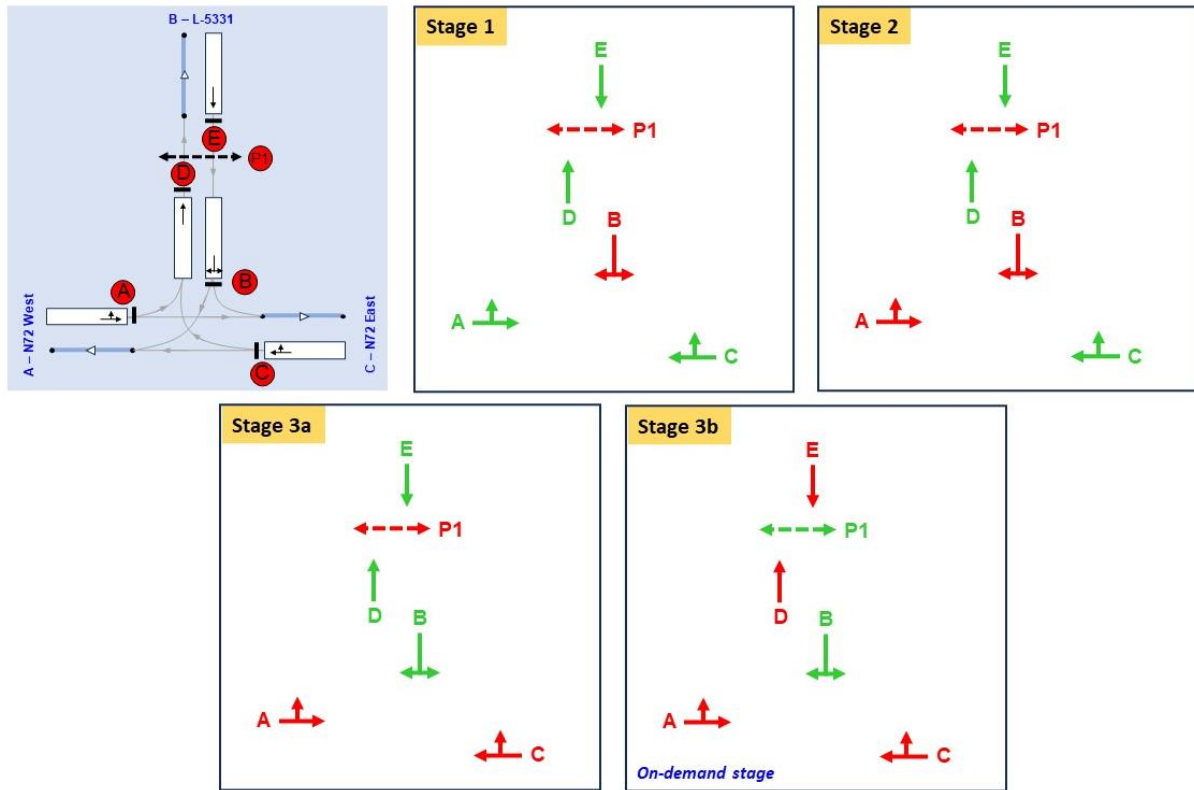 B – L-5331
E
P1
D
B
A
C
A – N72 West
C – N72 East
Stage 1
E
P1
D
B
A
C
Stage 2
E
P1
D
B
A
C
Stage 3a
E
P1
D
B
A
C
Stage 3b
E
P1
D
B
A
C
On-demand stage